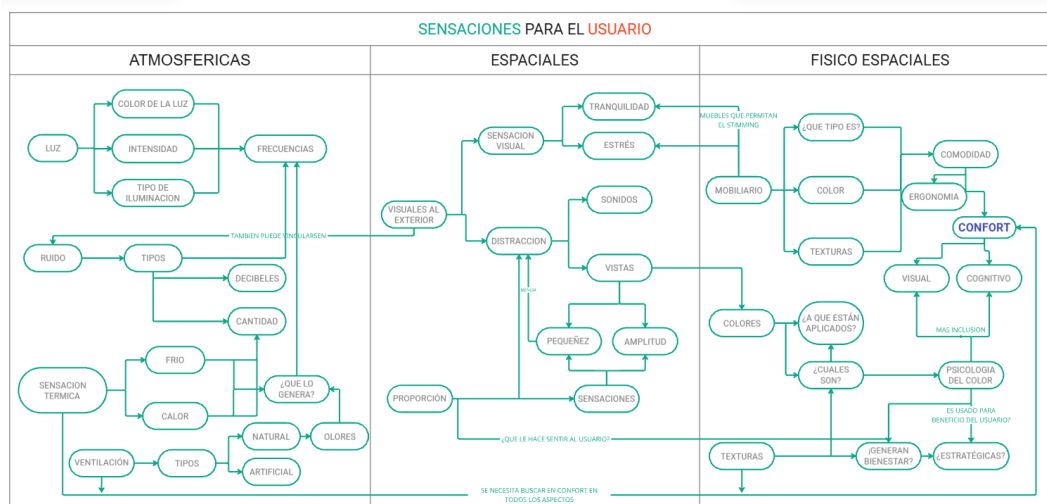 SENSACIONES PARA EL USUARIO
ATMOSFERICAS
ESPACIALES
FISICO ESPACIALES
LUZ
COLOR DE LA LUZ
INTENSIDAD
TIPO DE
ILUMINACION
FRECUENCIAS
TAMBIEN PUEDE VINCULARSEN
RUIDO
TIPOS
DECIBELES
CANTIDAD
SENSACION
TERMICA
FRIO
CALOR
¿QUE LO
GENERA?
VENTILACIÓN
TIPOS
NATURAL
OLORES
ARTIFICIAL
VISUALES AL
EXTERIOR
SENSACION
VISUAL
TRANQUILIDAD
ESTRÉS
DISTRACCION
SONIDOS
VISTAS
MENOR
PEQUEÑEZ
AMPLITUD
PROPORCIÓN
SENSACIONES
¿QUE LE HACE SENTIR AL USUARIO?
MUEBLES QUE PERMITAN
EL STIMMING
MOBILIARIO
¿QUE TIPO ES?
COLOR
TEXTURAS
COMODIDAD
ERGONOMIA
CONFORT
VISUAL
COGNITIVO
MAS INCLUSION
COLORES
¿A QUE ESTÁN
APLICADOS?
¿CUALES
SON?
PSICOLOGIA
DEL COLOR
ES USADO PARA
BENEFICIO DEL USUARIO?
TEXTURAS
¡GENERAN
BIENESTAR?
¿ESTRATÉGICAS?
SE NECESITA BUSCAR EN CONFORT EN
TODOS LOS ASPECTOS